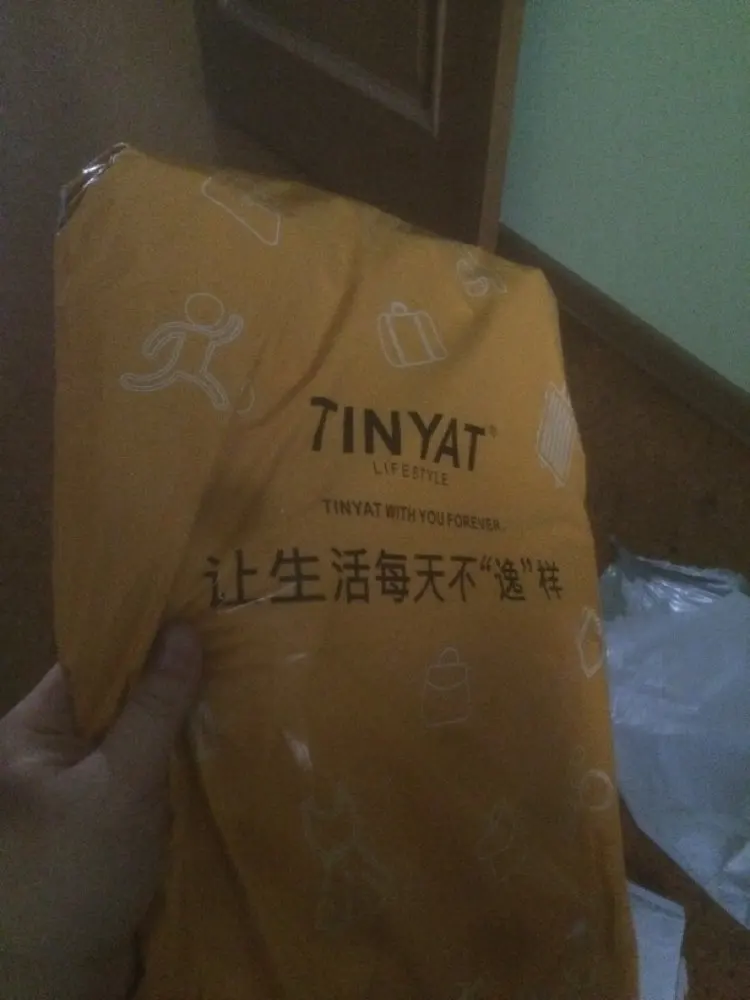 TINYAT®
LIFESTYLE
TINYAT WITH YOU FOREVER.
让生活每天不“逸”样